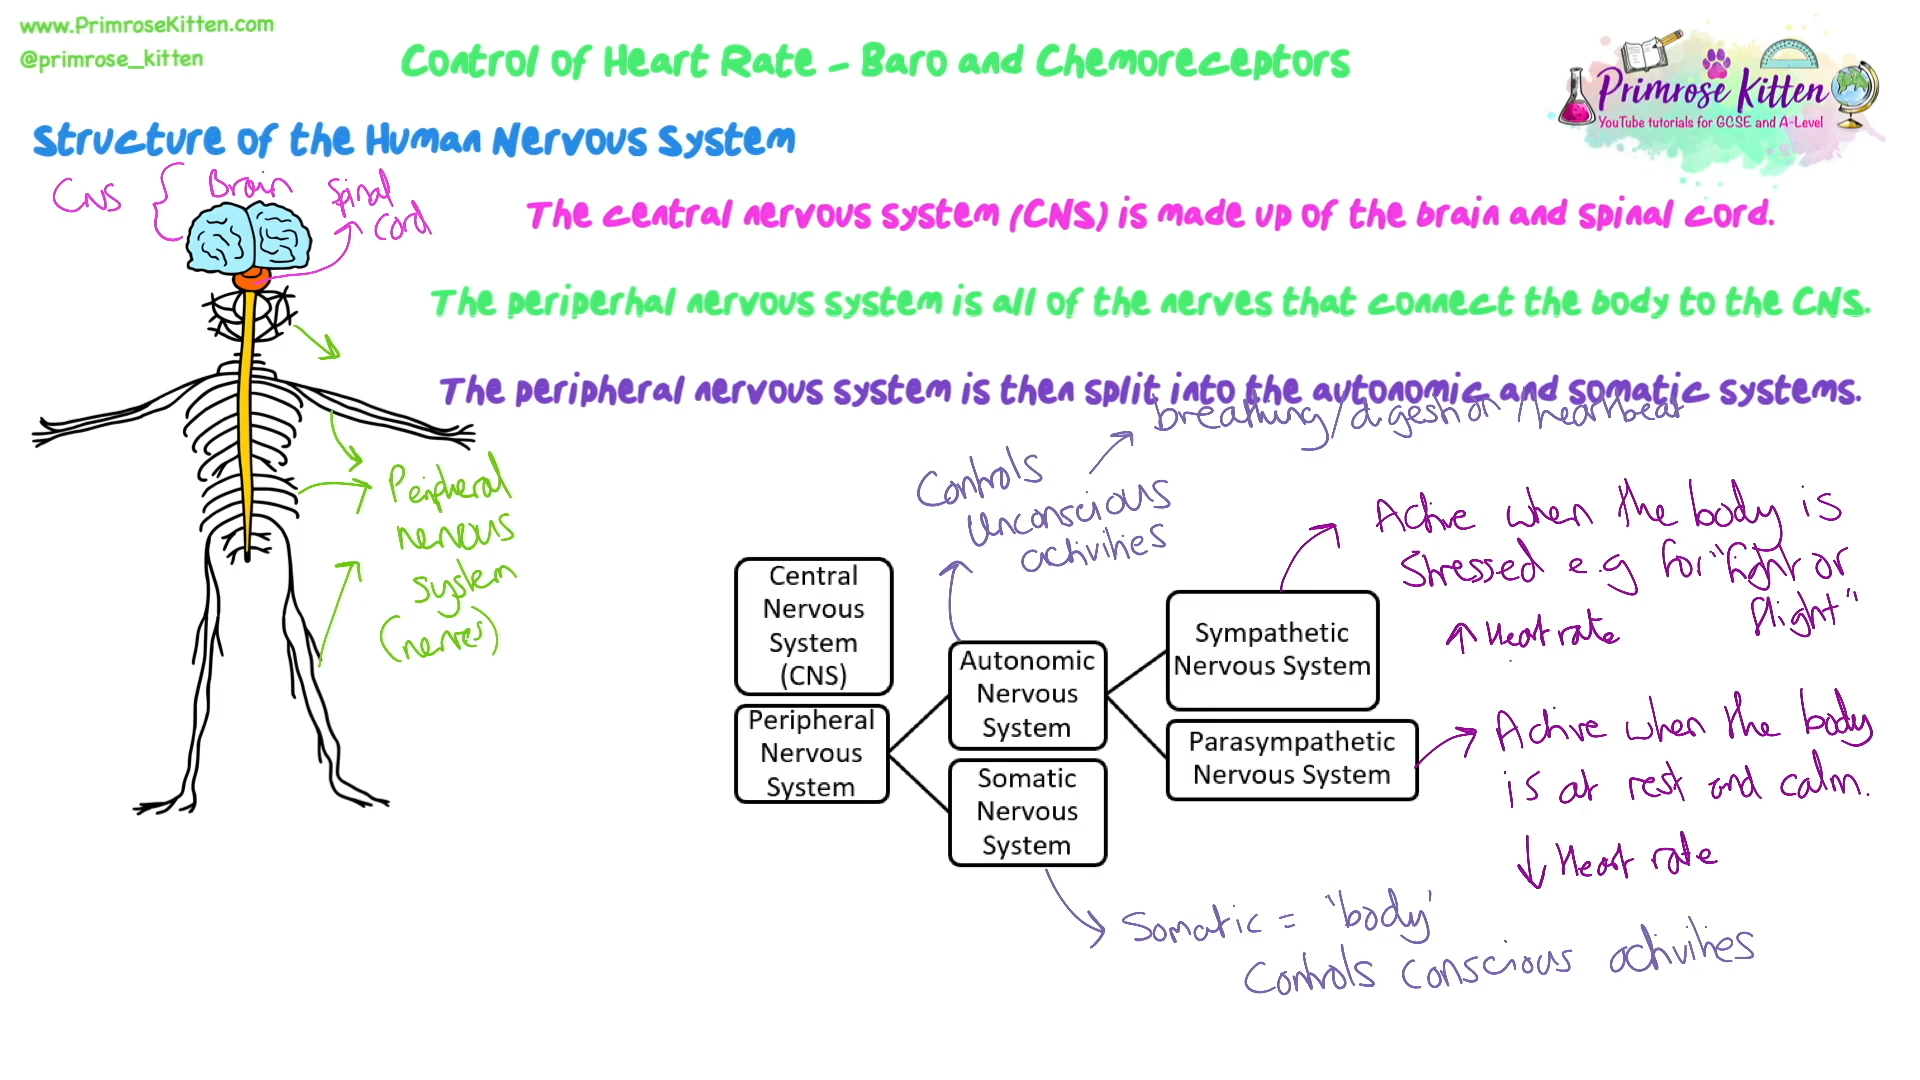 www.PrimroseKitten.com
@primrose_kitten
Control of Heart Rate - Baro and Chemoreceptors
Primrose Kitten
YouTube tutorials for GCSE and A-Level
Structure of the Human Nervous System
CNS { Brain
Spinal
Cord
The central nervous system (CNS) is made up of the brain and spinal cord.
The periperhal nervous system is all of the nerves that connect the body to the CNS.
The peripheral nervous system is then split into the autonomic and somatic systems.
breathing/digestion/heartbeat
Controls
unconscious
activities
Peripheral
nervous
system
(nerves)
Active when the body is
stressed e.g for "fight or
flight"
↑ Heart rate
Central
Nervous
System
(CNS)
Peripheral
Nervous
System
Autonomic
Nervous
System
Somatic
Nervous
System
Sympathetic
Nervous System
Parasympathetic
Nervous System
Active when the body
is at rest and calm.
↓ Heart rate
Somatic = 'body'
Controls conscious activities